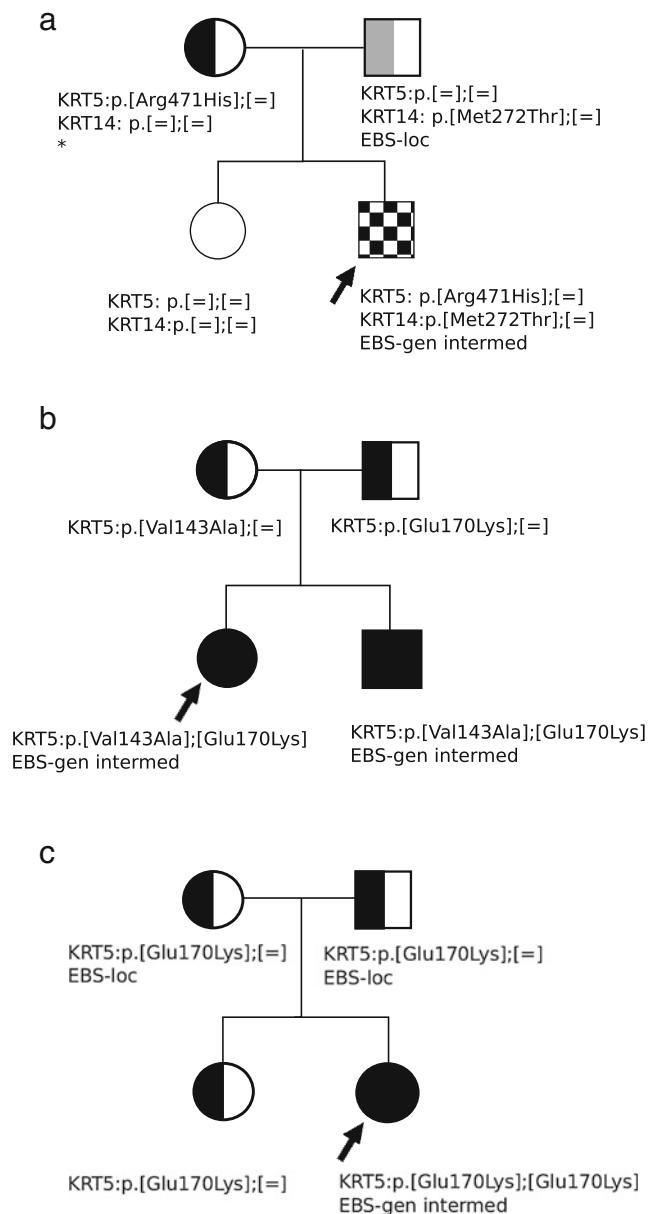 a
KRT5:p.[Arg471His];[=]
KRT14: p.[=];[=]
*
KRT5:p.[=];[=]
KRT14: p.[Met272Thr];[=]
EBS-loc
KRT5: p.[=];[=]
KRT14:p.[=];[=]
KRT5: p.[Arg471His];[=]
KRT14:p.[Met272Thr];[=]
EBS-gen intermed
b
KRT5:p.[Val143Ala];[=]
KRT5:p.[Glu170Lys];[=]
KRT5:p.[Val143Ala];[Glu170Lys]
EBS-gen intermed
KRT5:p.[Val143Ala];[Glu170Lys]
EBS-gen intermed
c
KRT5:p.[Glu170Lys];[=]
EBS-loc
KRT5:p.[Glu170Lys];[=]
EBS-loc
KRT5:p.[Glu170Lys];[=]
KRT5:p.[Glu170Lys];[Glu170Lys]
EBS-gen intermed